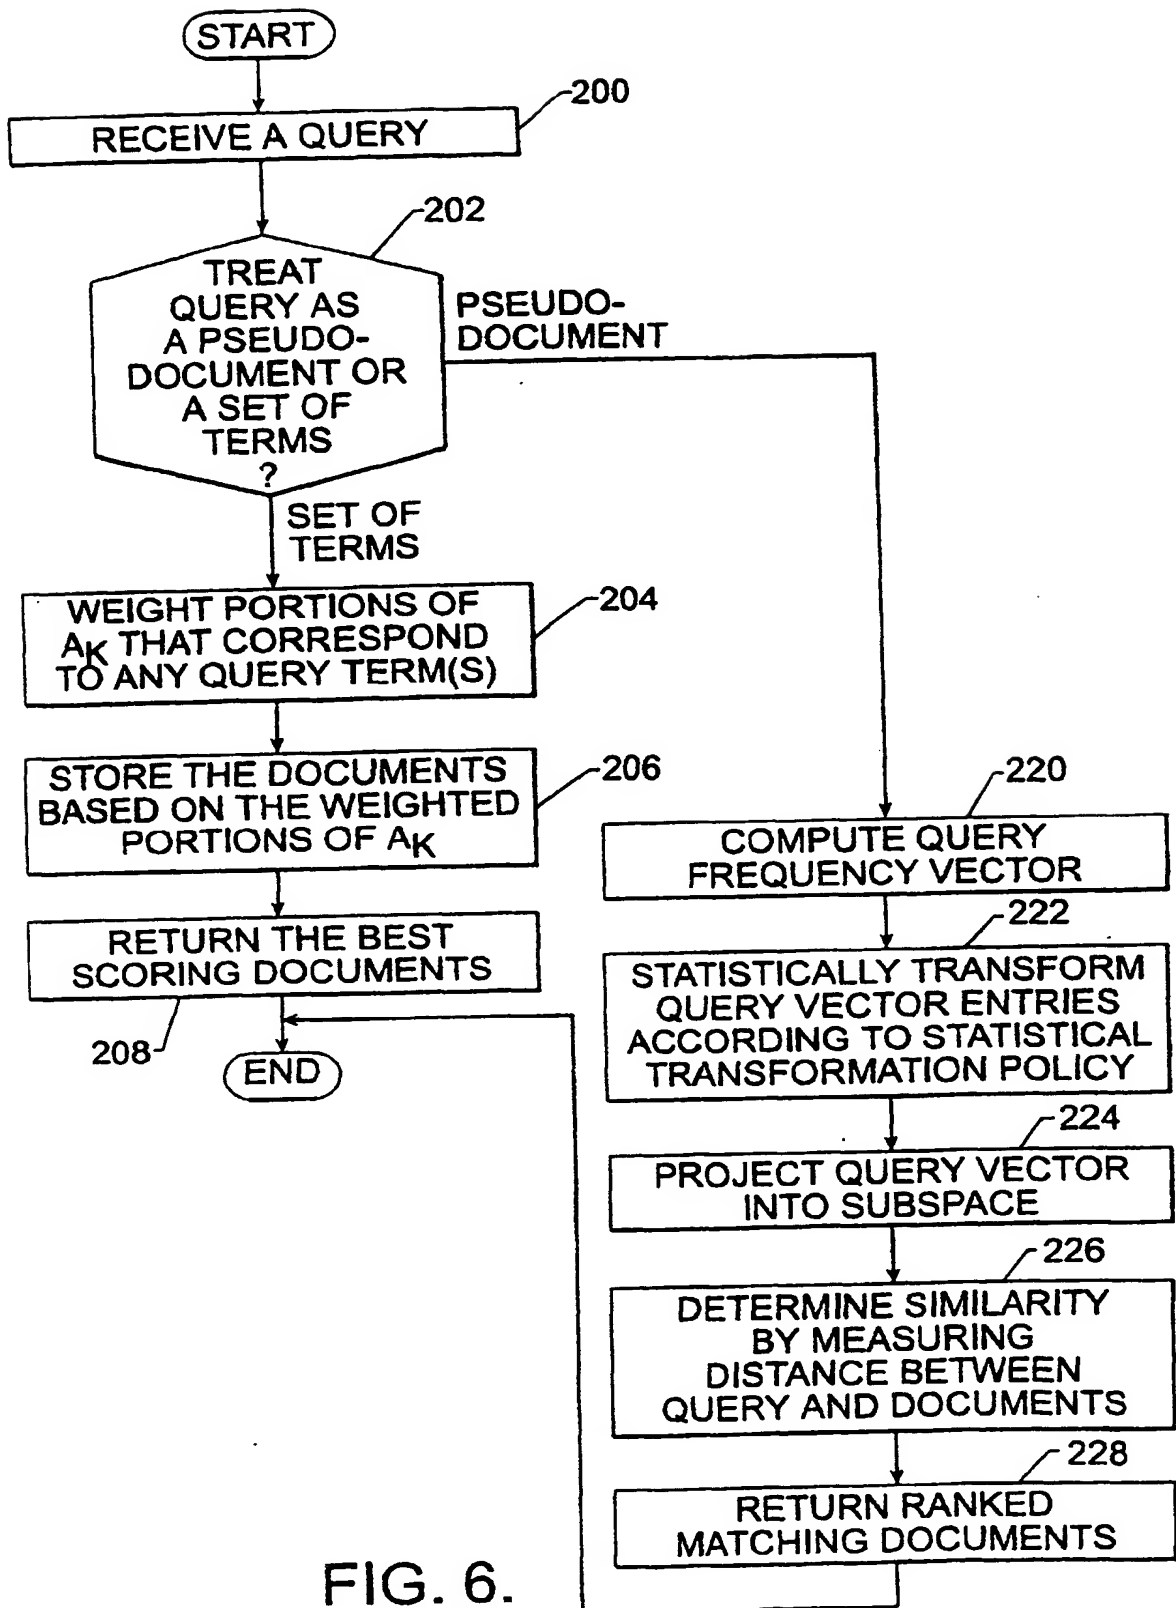 START
200
RECEIVE A QUERY
202
TREAT
QUERY AS
A PSEUDO-
DOCUMENT OR
A SET OF
TERMS
?
PSEUDO-
DOCUMENT
SET OF
TERMS
204
WEIGHT PORTIONS OF
AK THAT CORRESPOND
TO ANY QUERY TERM(S)
206
STORE THE DOCUMENTS
BASED ON THE WEIGHTED
PORTIONS OF AK
RETURN THE BEST
SCORING DOCUMENTS
208
END
220
COMPUTE QUERY
FREQUENCY VECTOR
222
STATISTICALLY TRANSFORM
QUERY VECTOR ENTRIES
ACCORDING TO STATISTICAL
TRANSFORMATION POLICY
224
PROJECT QUERY VECTOR
INTO SUBSPACE
226
DETERMINE SIMILARITY
BY MEASURING
DISTANCE BETWEEN
QUERY AND DOCUMENTS
228
RETURN RANKED
MATCHING DOCUMENTS
FIG. 6.